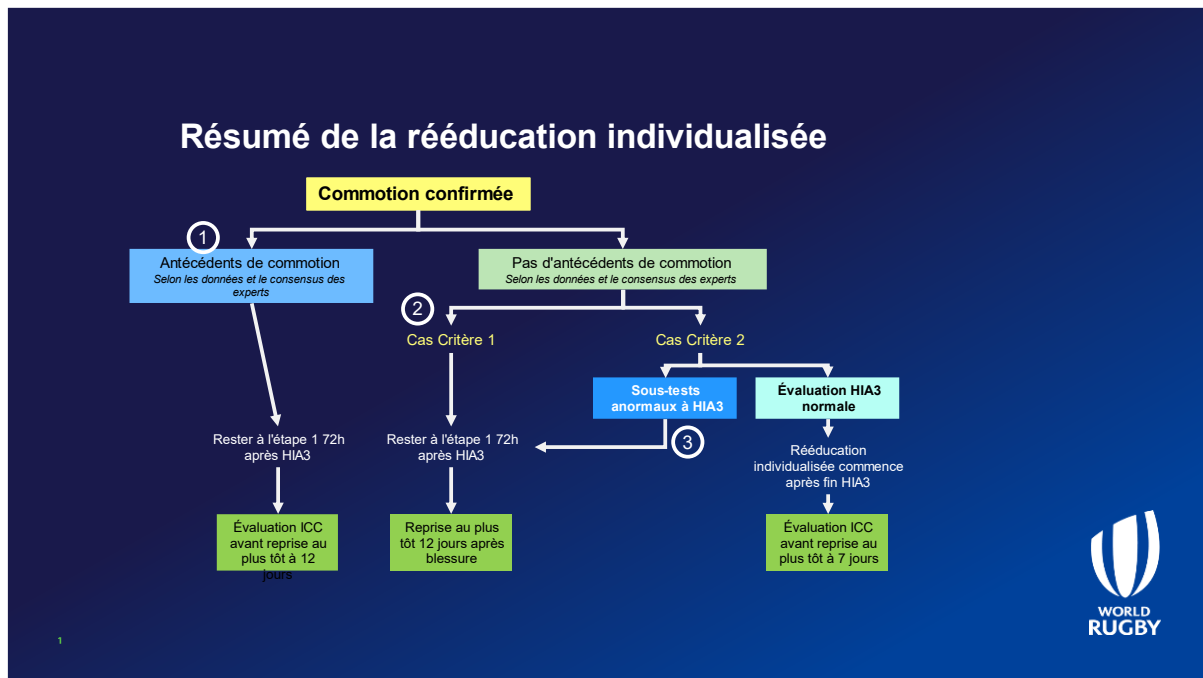 Résumé de la rééducation individualisée
Commotion confirmée
1
Antécédents de commotion
Selon les données et le consensus des
experts
Pas d'antécédents de commotion
Selon les données et le consensus des experts
2
Cas Critère 1
Cas Critère 2
Sous-tests
anormaux à HIA3
Évaluation HIA3
normale
3
Rester à l'étape 1 72h
après HIA3
Rester à l'étape 1 72h
après HIA3
Rééducation
individualisée commence
après fin HIA3
Évaluation ICC
avant reprise au
plus tôt à 12
jours
Reprise au plus
tôt 12 jours après
blessure
Évaluation ICC
avant reprise au
plus tôt à 7 jours
WORLD
RUGBY
1